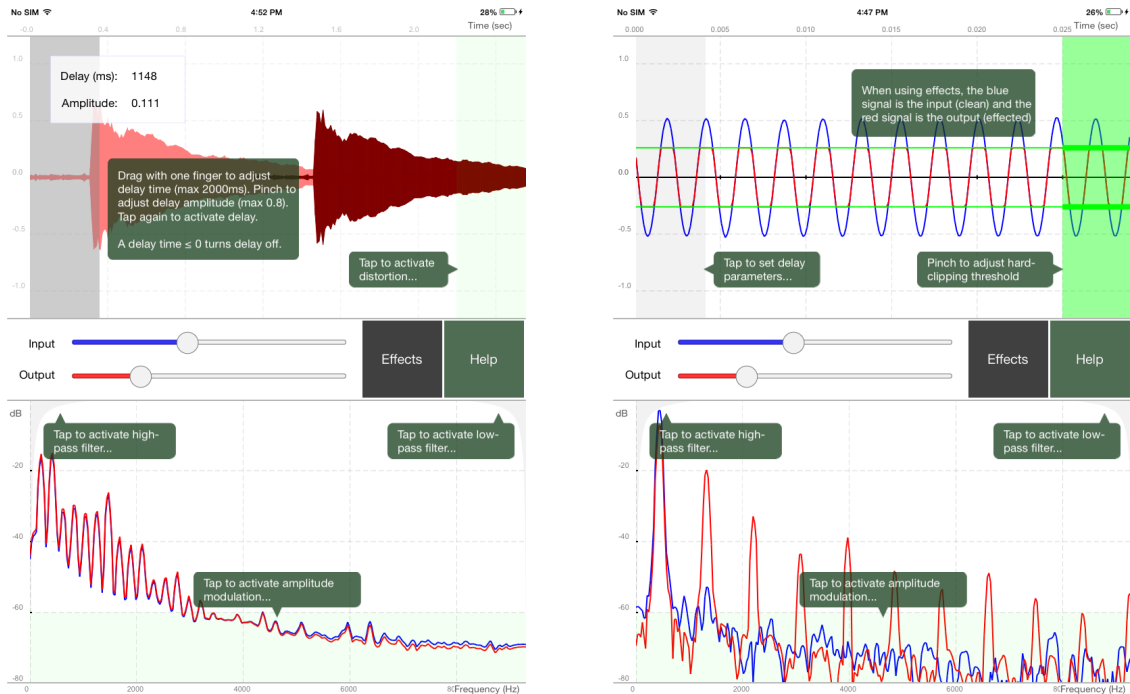 No SIM 4:52 PM 28%
Time (sec)
-0.0 0.4 0.8 1.2 1.6 2.0
1.0
0.5
0.0
-0.5
-1.0
Delay (ms): 1148
Amplitude: 0.111
Drag with one finger to adjust
delay time (max 2000ms). Pinch to
adjust delay amplitude (max 0.8).
Tap again to activate delay.
A delay time ≤ 0 turns delay off.
Tap to activate
distortion...
Input
Output
Effects
Help
dB
-20
-40
-60
-80
Tap to activate high-
pass filter...
Tap to activate low-
pass filter...
Tap to activate amplitude
modulation...
0 2000 4000 6000 80
Frequency (Hz)
No SIM 4:47 PM 26%
Time (sec)
0.000 0.005 0.010 0.015 0.020 0.025
1.0
0.5
0.0
-0.5
-1.0
When using effects, the blue
signal is the input (clean) and the
red signal is the output (effected)
Tap to set delay
parameters...
Pinch to adjust hard-
clipping threshold
Input
Output
Effects
Help
dB
-20
-40
-60
-80
Tap to activate high-
pass filter...
Tap to activate low-
pass filter...
Tap to activate amplitude
modulation...
0 2000 4000 6000 80
Frequency (Hz)